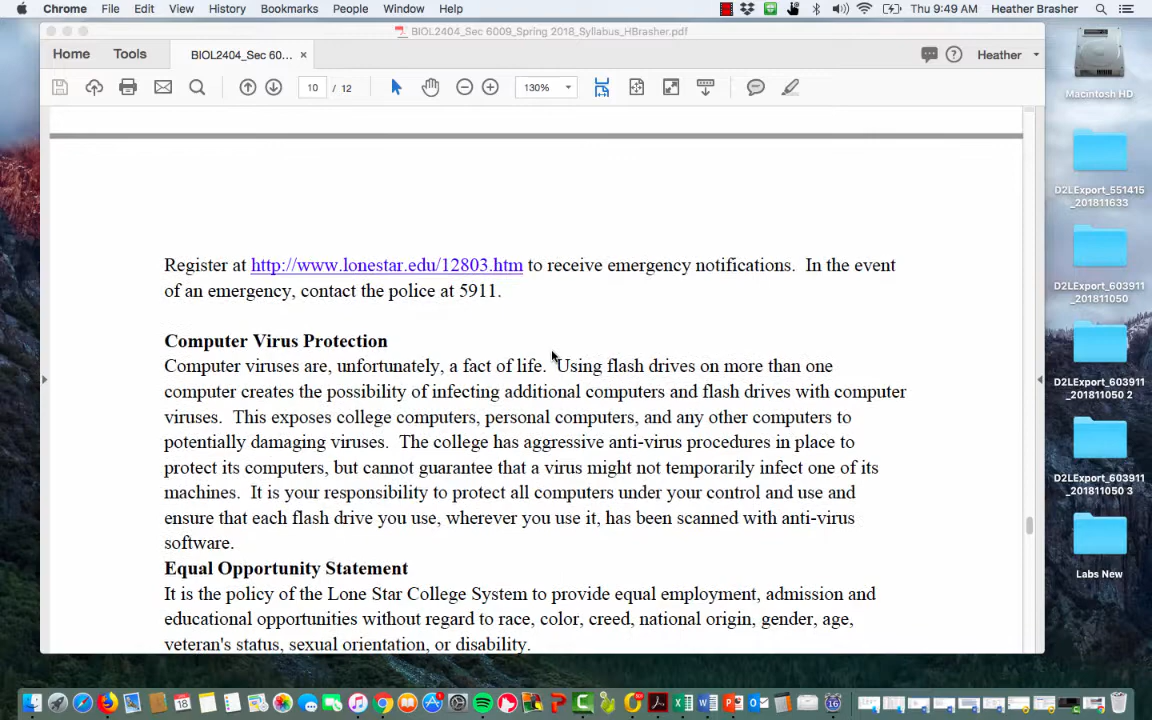 Chrome File Edit View History Bookmarks People Window Help Thu 9:49 AM Heather Brasher
BIOL2404_Sec 6009_Spring 2018_Syllabus_HBrasher.pdf
Home Tools BIOL2404_Sec 60... × Heather
10 / 12 130%
Macintosh HD
D2LExport_551415
_201811633
D2LExport_603911
_201811050
D2LExport_603911
_201811050 2
D2LExport_603911
_201811050 3
Labs New
Register at http://www.lonestar.edu/12803.htm to receive emergency notifications. In the event
of an emergency, contact the police at 5911.
Computer Virus Protection
Computer viruses are, unfortunately, a fact of life. Using flash drives on more than one
computer creates the possibility of infecting additional computers and flash drives with computer
viruses. This exposes college computers, personal computers, and any other computers to
potentially damaging viruses. The college has aggressive anti-virus procedures in place to
protect its computers, but cannot guarantee that a virus might not temporarily infect one of its
machines. It is your responsibility to protect all computers under your control and use and
ensure that each flash drive you use, wherever you use it, has been scanned with anti-virus
software.
Equal Opportunity Statement
It is the policy of the Lone Star College System to provide equal employment, admission and
educational opportunities without regard to race, color, creed, national origin, gender, age,
veteran's status, sexual orientation, or disability.
18
16